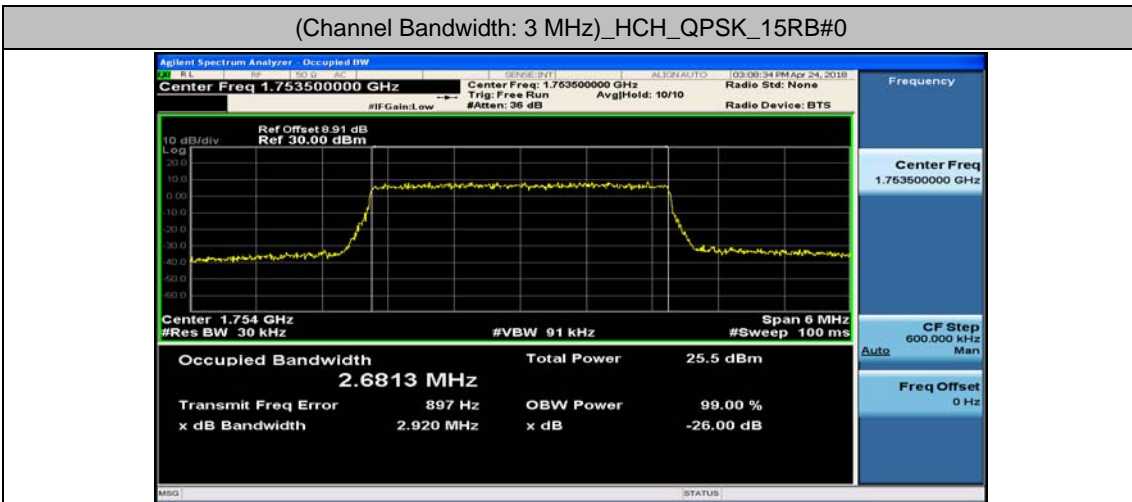 (Channel Bandwidth: 3 MHz)_HCH_QPSK_15RB#0
Agilent Spectrum Analyzer - Occupied BW
RL RF 50 Ω AC SENSE:INT ALIGN AUTO 03:08:34 PM Apr 24, 2018
Center Freq 1.753500000 GHz
Center Freq: 1.753500000 GHz
Radio Std: None
Trig: Free Run Avg|Hold: 10/10
#IFGain:Low #Atten: 36 dB Radio Device: BTS
Ref Offset 8.91 dB
10 dB/div Ref 30.00 dBm
Log
20.0
10.0
0.00
-10.0
-20.0
-30.0
-40.0
-50.0
-60.0
Center 1.754 GHz Span 6 MHz
#Res BW 30 kHz #VBW 91 kHz #Sweep 100 ms
Occupied Bandwidth Total Power 25.5 dBm
2.6813 MHz
Transmit Freq Error 897 Hz OBW Power 99.00 %
x dB Bandwidth 2.920 MHz x dB -26.00 dB
MSG STATUS
Frequency
Center Freq
1.753500000 GHz
CF Step
600.000 kHz
Auto Man
Freq Offset
0 Hz